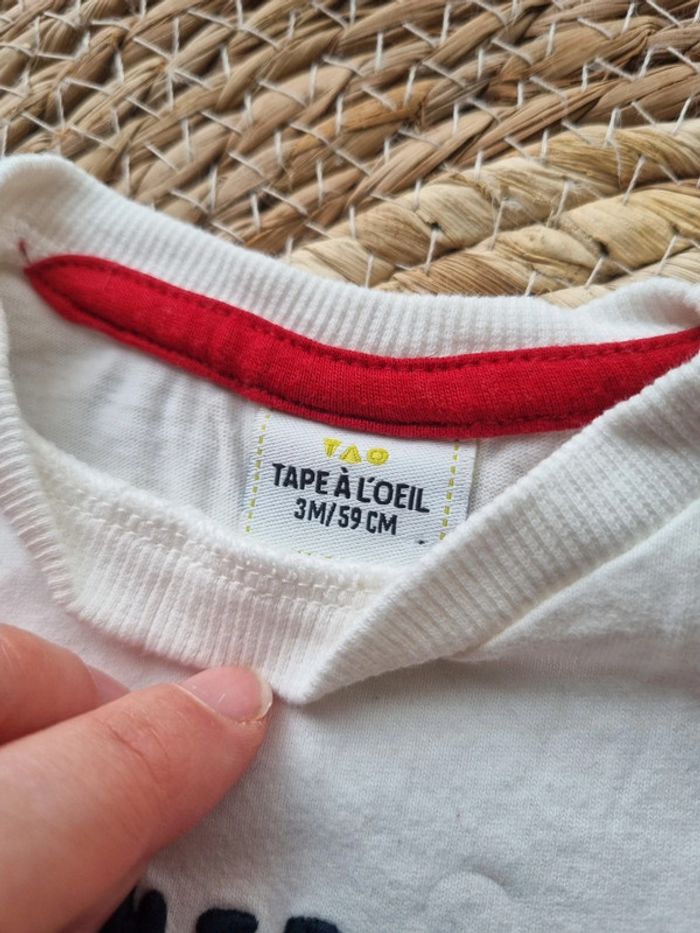 TAO
TAPE À L'OEIL
3M/59 CM